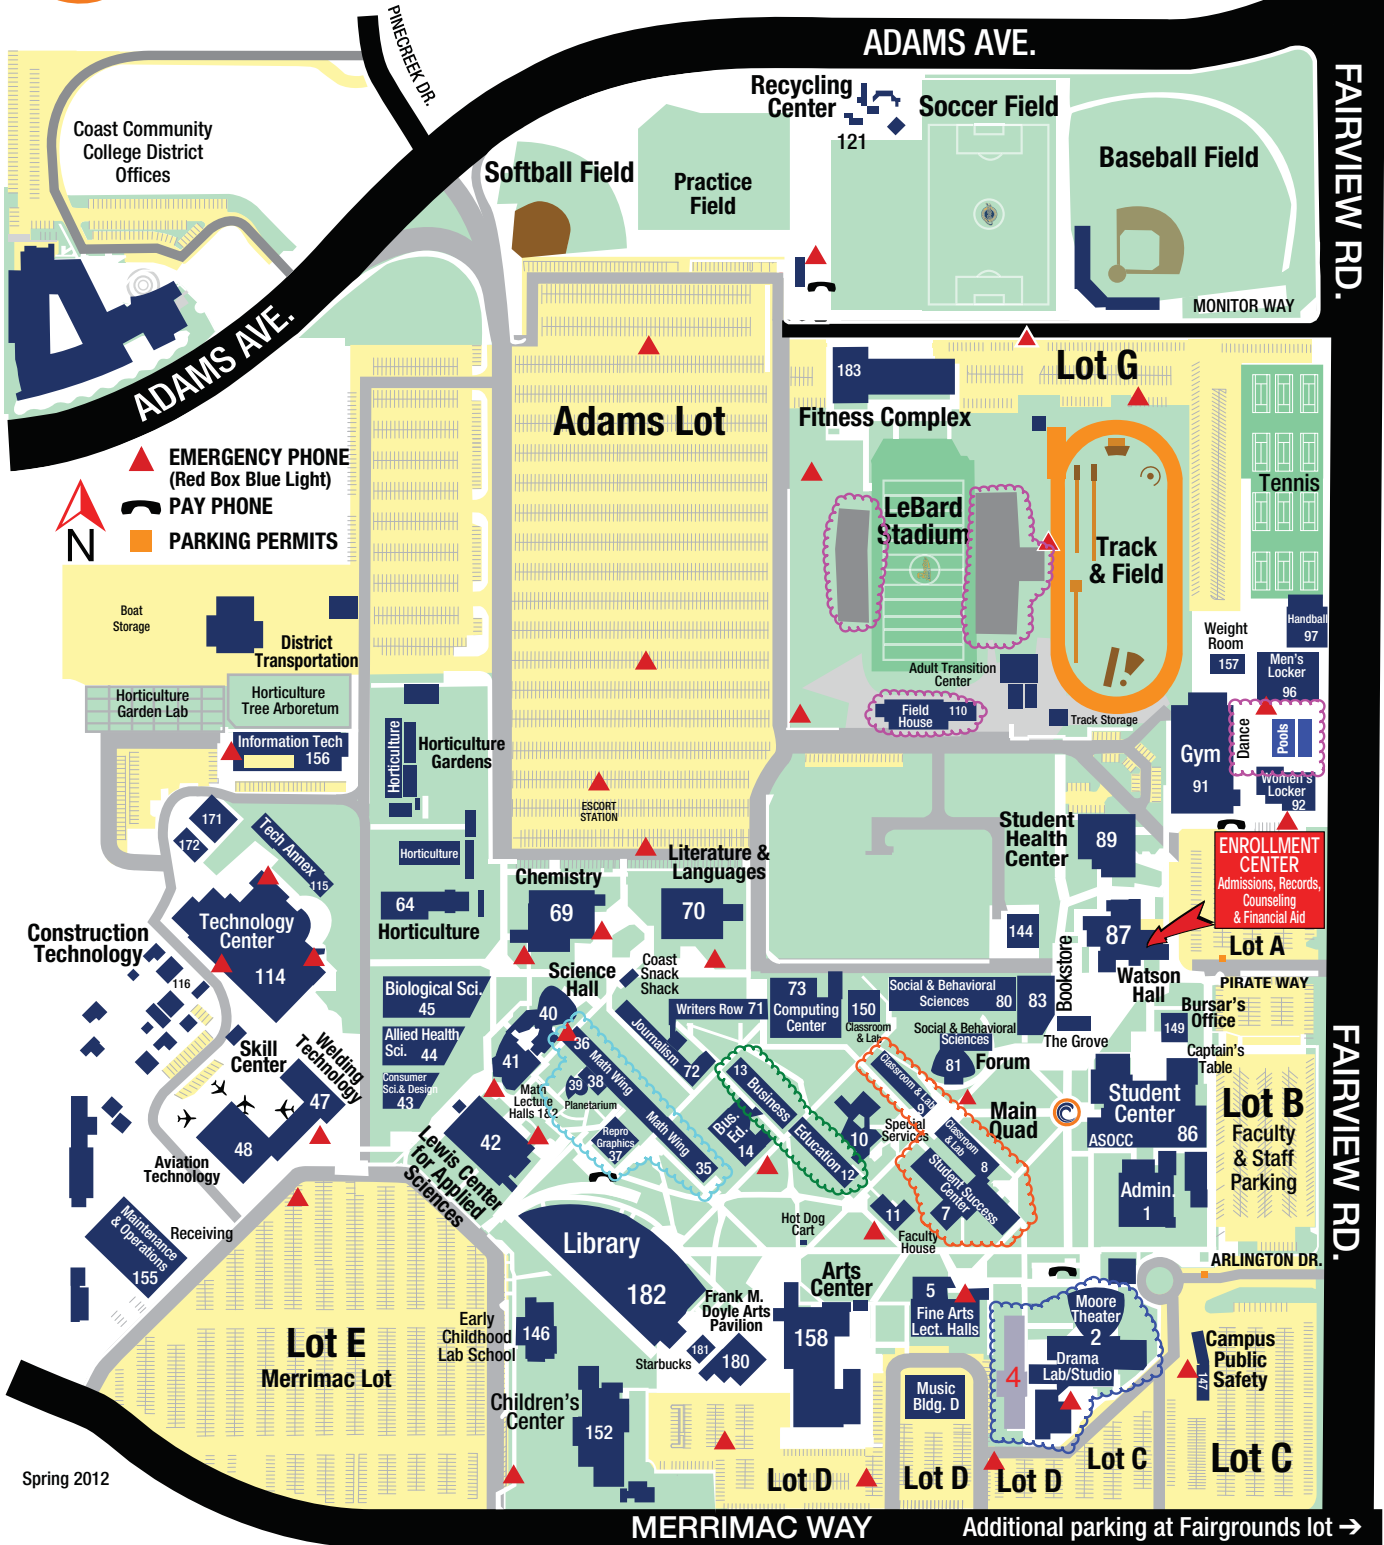 ADAMS AVE.
PINECREEK DR.
FAIRVIEW RD.
Recycling
Center
121
Soccer Field
Baseball Field
Coast Community
College District
Offices
Softball Field
Practice
Field
MONITOR WAY
ADAMS AVE.
Lot G
183
Fitness Complex
Adams Lot
EMERGENCY PHONE
(Red Box Blue Light)
PAY PHONE
PARKING PERMITS
N
Tennis
LeBard
Stadium
Track
& Field
Boat
Storage
District
Transportation
Handball
97
Weight
Room
157
Men's
Locker
96
Adult Transition
Center
Horticulture
Garden Lab
Horticulture
Tree Arboretum
Field
House
110
Track Storage
Information Tech
156
Horticulture
Horticulture
Gardens
Gym
91
Dance
Pools
Women's
Locker
92
ESCORT
STATION
171
172
Tech Annex
115
Horticulture
Literature &
Languages
Student
Health
Center
89
ENROLLMENT
CENTER
Admissions, Records,
Counseling
& Financial Aid
Chemistry
69
70
64
Horticulture
Technology
Center
114
Construction
Technology
116
144
87
Watson
Hall
Lot A
PIRATE WAY
Bookstore
Science
Hall
Coast
Snack
Shack
Biological Sci.
45
40
Writers Row 71
73
Computing
Center
150
Classroom
& Lab
Social & Behavioral
Sciences
80
83
Bursar's
Office
149
The Grove
Captain's
Table
Allied Health
Sci.
44
41
36
Math Wing
Journalism
72
Social & Behavioral
Sciences
81
Forum
Skill
Center
Welding
Technology
47
Consumer
Sci.& Design
43
Math
Lecture
Halls 1&2
39
38
Planetarium
13
Business
Classroom & Lab
9
Main
Quad
Student
Center
ASOCC
86
Lot B
Faculty
& Staff
Parking
FAIRVIEW RD.
48
Aviation
Technology
42
Lewis Center
for Applied
Sciences
Repro
Graphics
37
Math Wing
35
Bus.
Ed.
14
Education
12
10
Special
Services
Classroom
& Lab
8
Student Success
Center
7
Admin.
1
Maintenance
& Operations
155
Receiving
Library
182
Hot Dog
Cart
11
Faculty
House
ARLINGTON DR.
Arts
Center
158
5
Fine Arts
Lect. Halls
Moore
Theater
2
Drama
Lab/Studio
4
Campus
Public
Safety
147
Frank M.
Doyle Arts
Pavilion
181
180
Starbucks
Early
Childhood
Lab School
146
Lot E
Merrimac Lot
Children's
Center
152
Music
Bldg. D
Lot D
Lot D
Lot D
Lot C
Lot C
Spring 2012
MERRIMAC WAY
Additional parking at Fairgrounds lot →